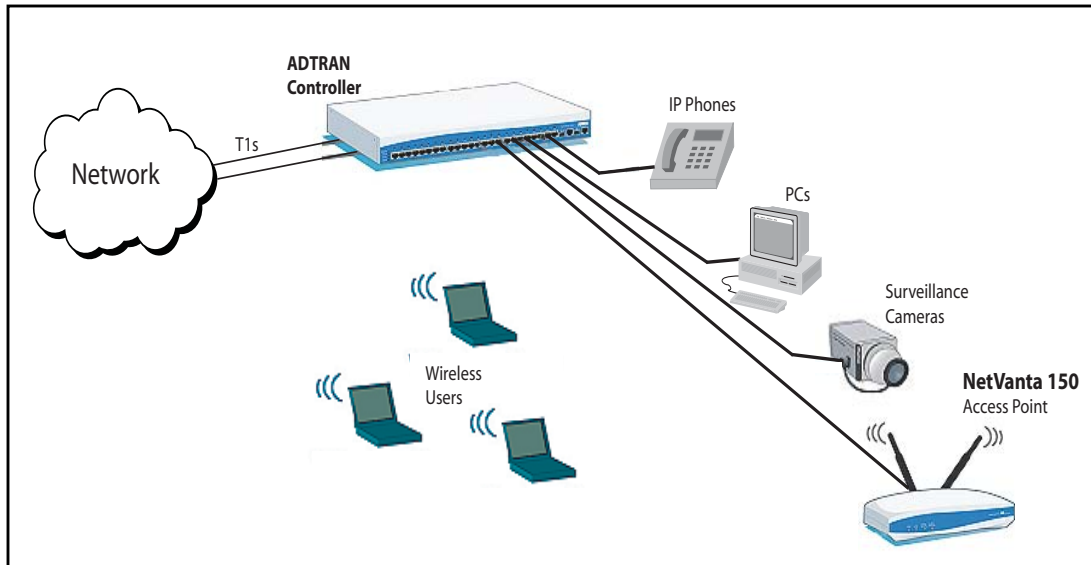 ADTRAN
Controller
IP Phones
T1s
Network
PCs
Surveillance
Cameras
Wireless
Users
NetVanta 150
Access Point